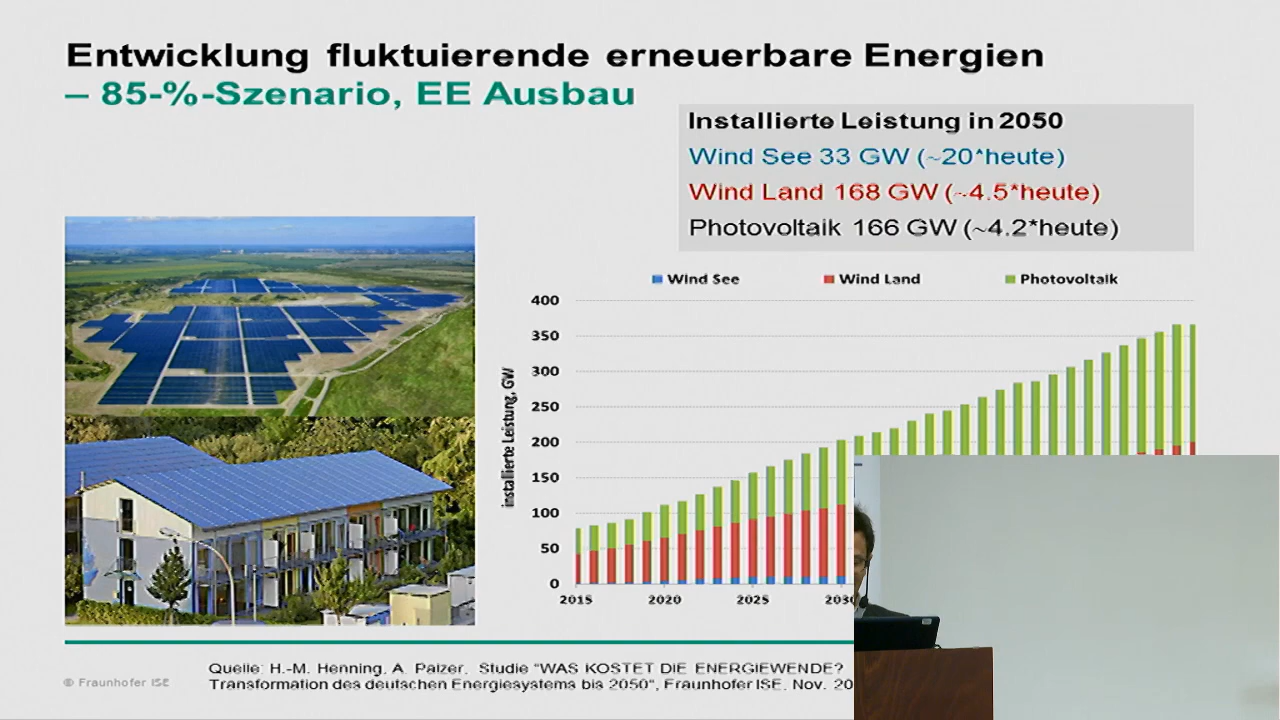 Entwicklung fluktuierende erneuerbare Energien
– 85-%-Szenario, EE Ausbau
Installierte Leistung in 2050
Wind See 33 GW (~20*heute)
Wind Land 168 GW (~4.5*heute)
Photovoltaik 166 GW (~4.2*heute)
Wind See Wind Land Photovoltaik
400
350
300
250
200
150
100
50
0
installierte Leistung, GW
2015 2020 2025 2030
Quelle: H.-M. Henning, A. Palzer, Studie "WAS KOSTET DIE ENERGIEWENDE?
Transformation des deutschen Energiesystems bis 2050", Fraunhofer ISE, Nov. 20
© Fraunhofer ISE